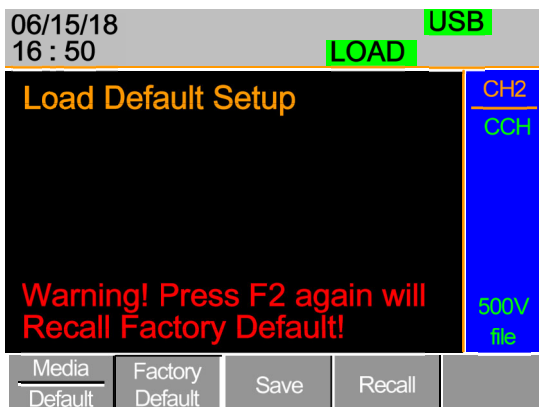 06/15/18
USB
16 : 50
LOAD
Load Default Setup
CH2
CCH
Warning! Press F2 again will
Recall Factory Default!
500V
file
Media
Default
Factory
Default
Save
Recall